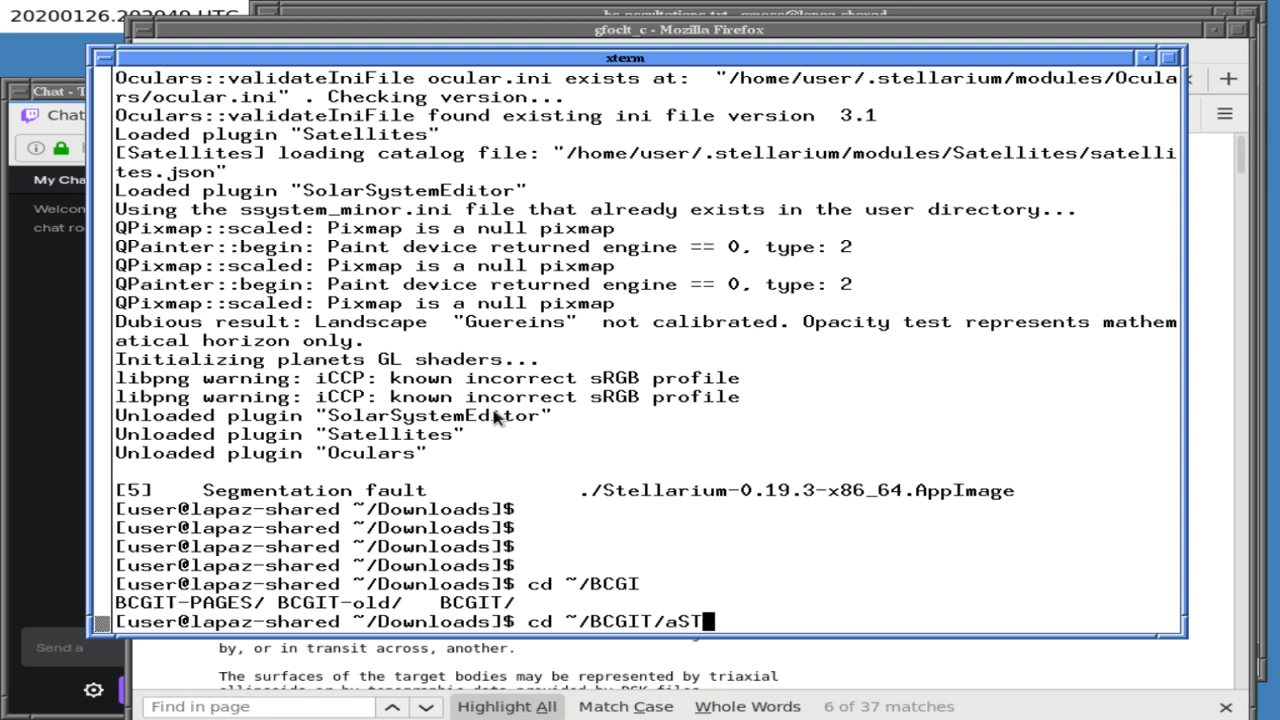 20200126.202949 UTC
bc-occultations.txt - emacs@lapaz-shared
gfoclt_c - Mozilla Firefox
xterm
Chat - T
Chat
My Cha
Welcom
chat ro
Oculars::validateIniFile ocular.ini exists at:  "/home/user/.stellarium/modules/Ocula
rs/ocular.ini" . Checking version...
Oculars::validateIniFile found existing ini file version  3.1
Loaded plugin "Satellites"
[Satellites] loading catalog file: "/home/user/.stellarium/modules/Satellites/satelli
tes.json"
Loaded plugin "SolarSystemEditor"
Using the ssystem_minor.ini file that already exists in the user directory...
QPixmap::scaled: Pixmap is a null pixmap
QPainter::begin: Paint device returned engine == 0, type: 2
QPixmap::scaled: Pixmap is a null pixmap
QPainter::begin: Paint device returned engine == 0, type: 2
QPixmap::scaled: Pixmap is a null pixmap
Dubious result: Landscape  "Guereins"  not calibrated. Opacity test represents mathem
atical horizon only.
Initializing planets GL shaders...
libpng warning: iCCP: known incorrect sRGB profile
libpng warning: iCCP: known incorrect sRGB profile
Unloaded plugin "SolarSystemEditor"
Unloaded plugin "Satellites"
Unloaded plugin "Oculars"
[5]    Segmentation fault            ./Stellarium-0.19.3-x86_64.AppImage
[user@lapaz-shared ~/Downloads]$
[user@lapaz-shared ~/Downloads]$
[user@lapaz-shared ~/Downloads]$
[user@lapaz-shared ~/Downloads]$
[user@lapaz-shared ~/Downloads]$ cd ~/BCGI
BCGIT-PAGES/ BCGIT-old/   BCGIT/
[user@lapaz-shared ~/Downloads]$ cd ~/BCGIT/aST
Send a
by, or in transit across, another.
The surfaces of the target bodies may be represented by triaxial
Find in page
Highlight All
Match Case
Whole Words
6 of 37 matches